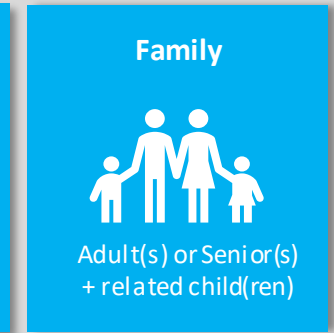 Family
Adult(s) or Senior(s)
+ related child(ren)